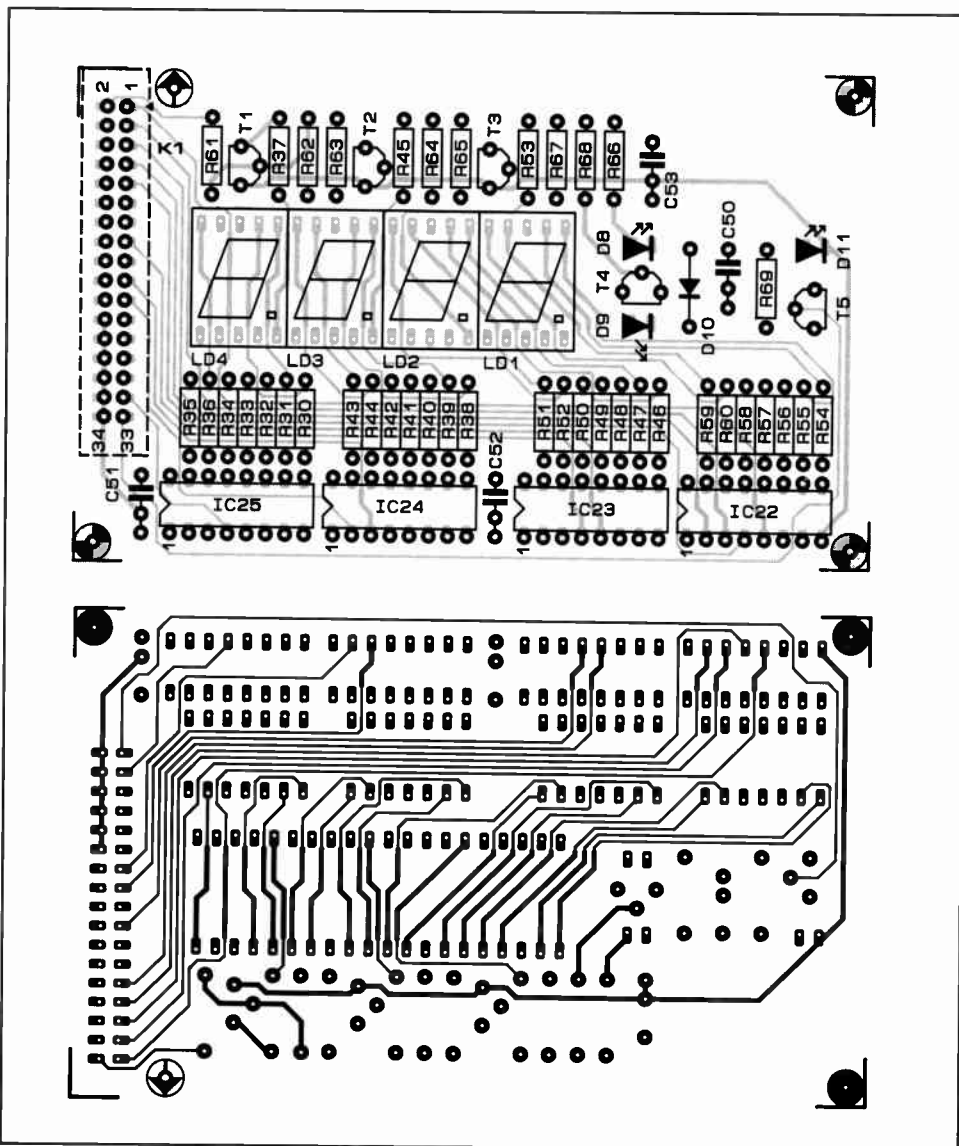 2 1
K1
R61
T1
R37
R62
R63
T2
R45
R64
R65
T3
R53
R67
R68
R66
C53
D8
T4
D9
D10
C50
R69
D11
T5
LD4
LD3
LD2
LD1
34 33
C51
R35
R36
R34
R33
R32
R31
R30
R43
R44
R42
R41
R40
R39
R38
C52
R51
R52
R50
R49
R48
R47
R46
R59
R60
R58
R57
R56
R55
R54
IC25
IC24
IC23
IC22
1
1
1
1